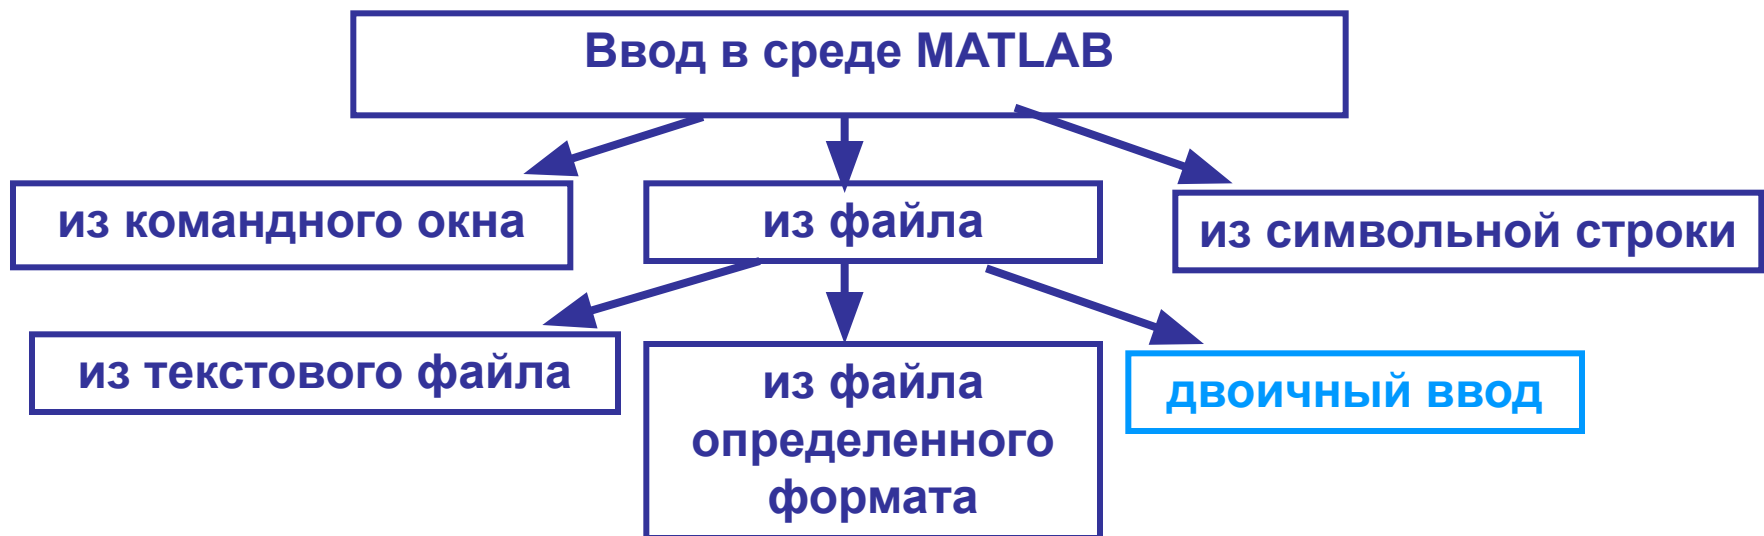 Ввод в среде MATLAB
из командного окна
из файла
из символьной строки
из текстового файла
из файла
определенного
формата
двоичный ввод